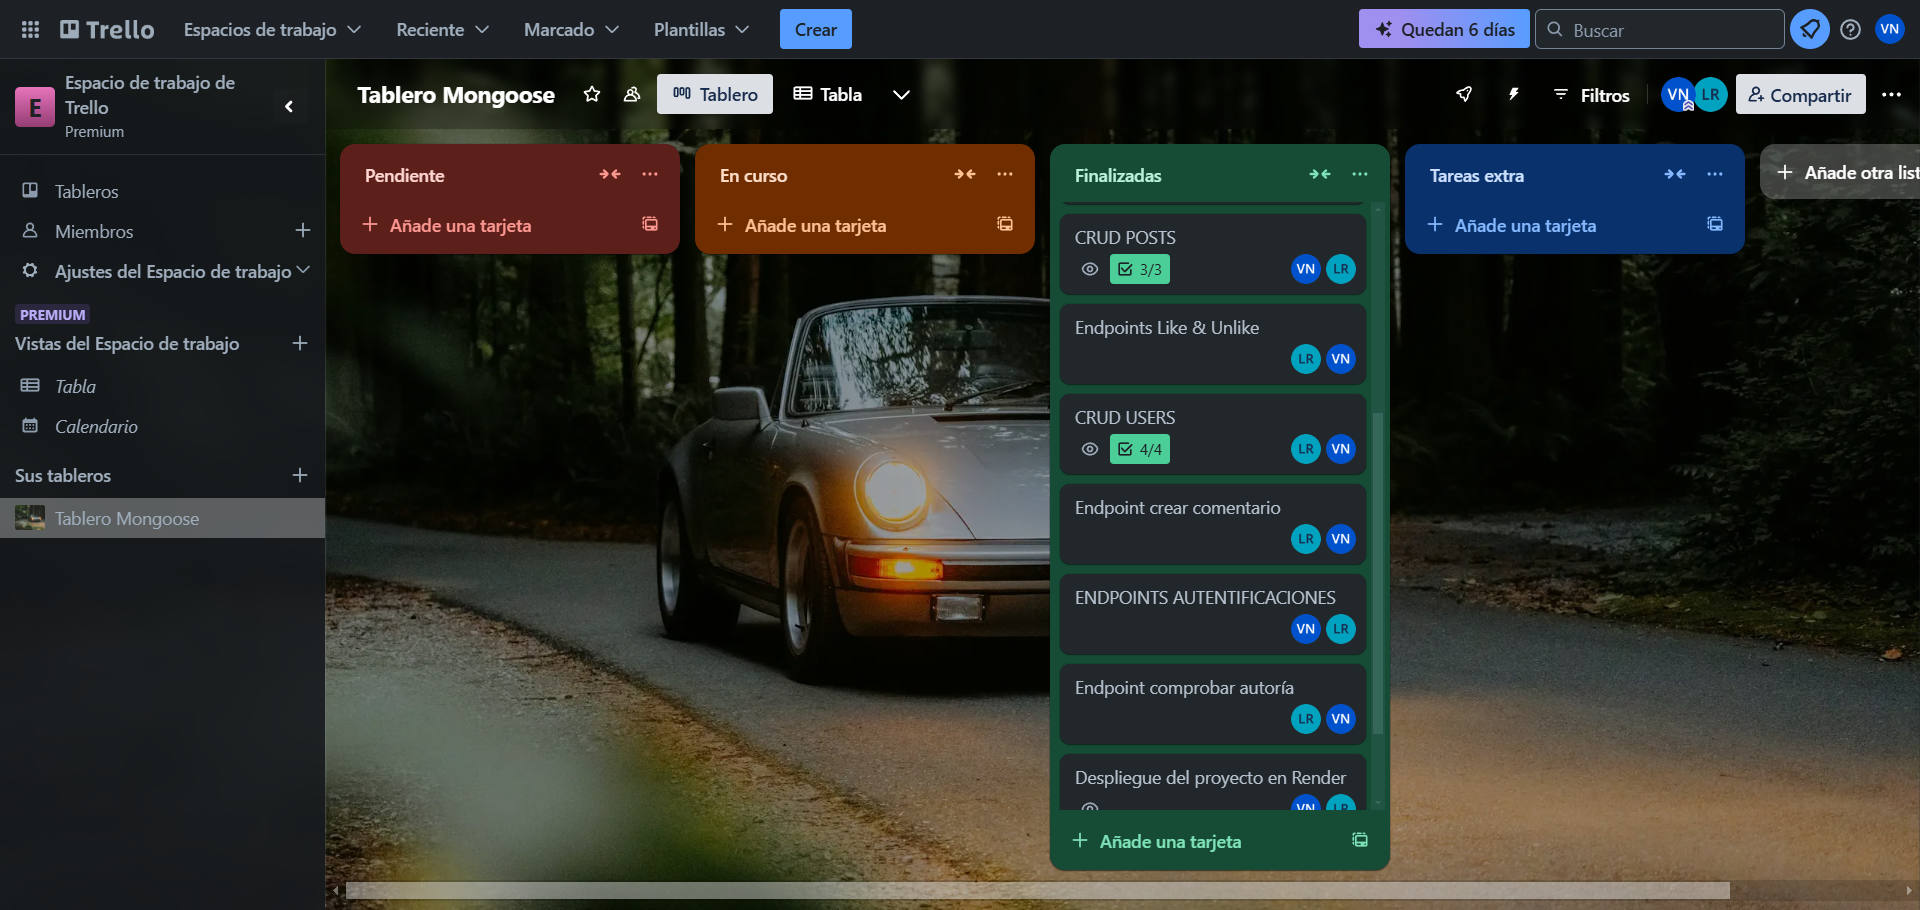 Trello
Espacios de trabajo
Reciente
Marcado
Plantillas
Crear
Quedan 6 días
Buscar
VN
E
Espacio de trabajo de
Trello
Premium
Tablero Mongoose
Tablero
Tabla
Filtros
VN
LR
Compartir
Tableros
Miembros
Ajustes del Espacio de trabajo
PREMIUM
Vistas del Espacio de trabajo
Tabla
Calendario
Sus tableros
Tablero Mongoose
Pendiente
Añade una tarjeta
En curso
Añade una tarjeta
Finalizadas
CRUD POSTS
3/3
VN LR
Endpoints Like & Unlike
LR VN
CRUD USERS
4/4
LR VN
Endpoint crear comentario
LR VN
ENDPOINTS AUTENTIFICACIONES
VN LR
Endpoint comprobar autoría
LR VN
Despliegue del proyecto en Render
VN LR
Añade una tarjeta
Tareas extra
Añade una tarjeta
Añade otra list